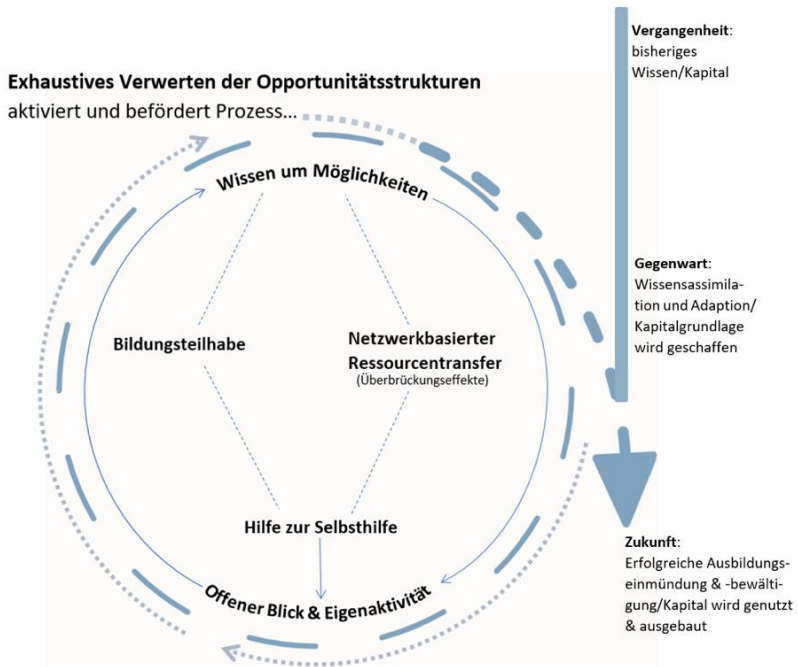 Vergangenheit:
bisheriges
Wissen/Kapital
Exhaustives Verwerten der Opportunitätsstrukturen
aktiviert und befördert Prozess...
Wissen um Möglichkeiten
Gegenwart:
Wissensassimila-
tion und Adaption/
Kapitalgrundlage
wird geschaffen
Bildungsteilhabe
Netzwerkbasierter
Ressourcentransfer
(Überbrückungseffekte)
Hilfe zur Selbsthilfe
Offener Blick & Eigenaktivität
Zukunft:
Erfolgreiche Ausbildungs-
einmündung & -bewälti-
gung/Kapital wird genutzt
& ausgebaut